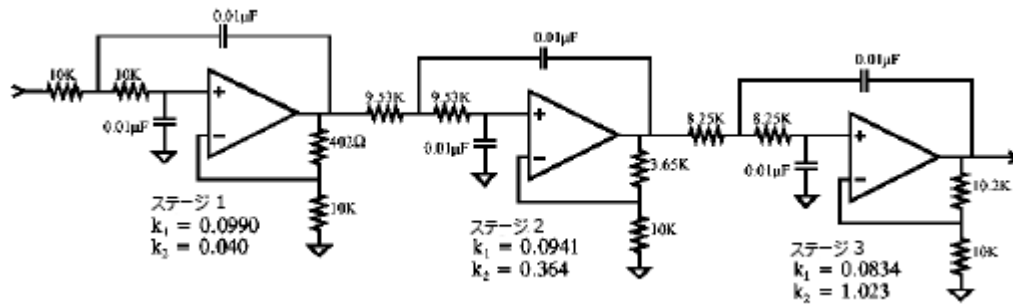 0.01µF
10K
10K
0.01µF
402Ω
10K
ステージ 1
k₁ = 0.0990
k₂ = 0.040
0.01µF
9.53K
9.53K
0.01µF
3.65K
10K
ステージ 2
k₁ = 0.0941
k₂ = 0.364
0.01µF
8.25K
8.25K
0.01µF
10.2K
10K
ステージ 3
k₁ = 0.0834
k₂ = 1.023